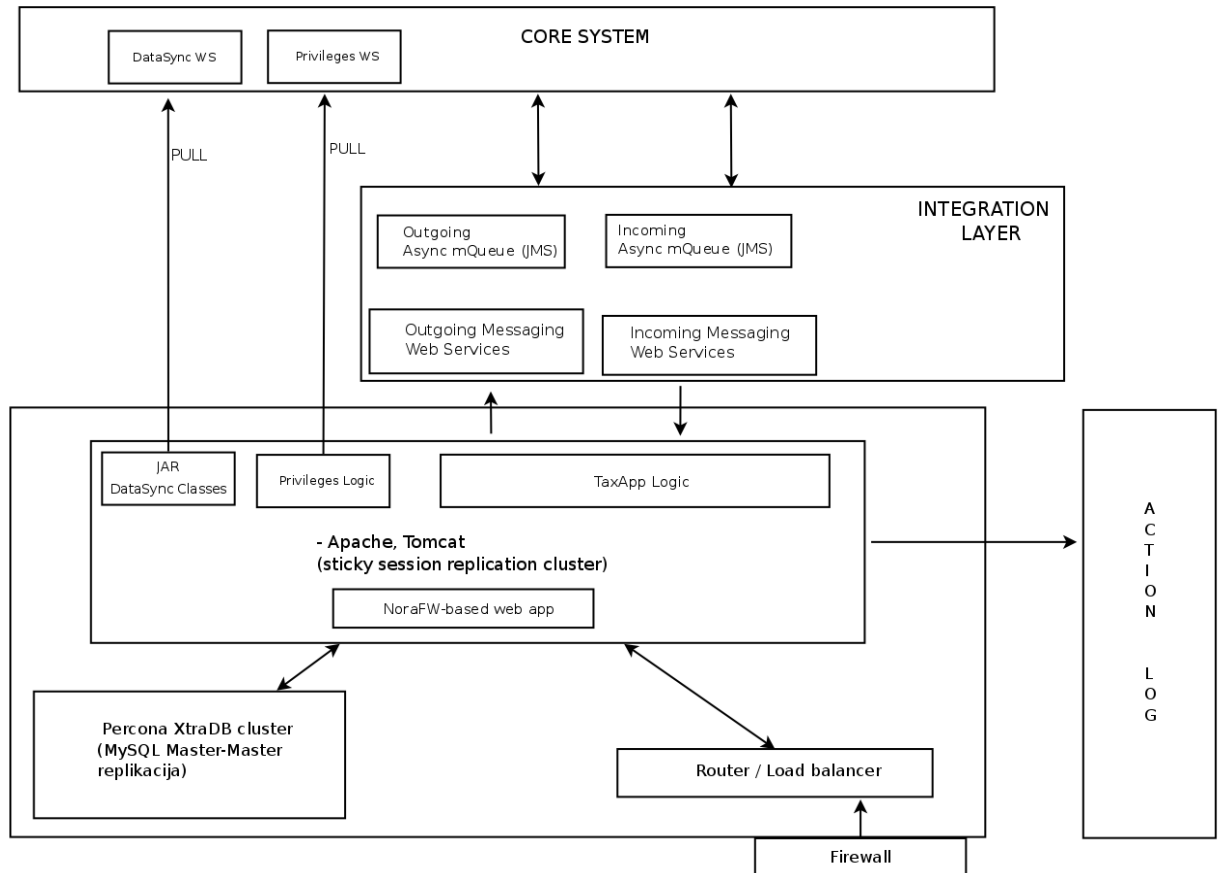 CORE SYSTEM
DataSync WS
Privileges WS
PULL
PULL
INTEGRATION
LAYER
Outgoing
Async mQueue (JMS)
Incoming
Async mQueue (JMS)
Outgoing Messaging
Web Services
Incoming Messaging
Web Services
JAR
DataSync Classes
Privileges Logic
TaxApp Logic
- Apache, Tomcat
(sticky session replication cluster)
NoraFW-based web app
Percona XtraDB cluster
(MySQL Master-Master
replikacija)
Router / Load balancer
Firewall
A
C
T
I
O
N
L
O
G